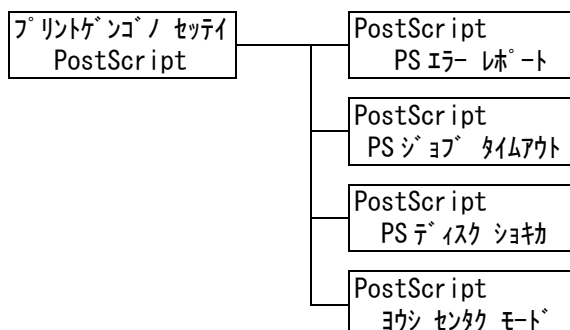 ﾌﾟﾘﾝﾄｹﾞﾝｺﾞﾉ ｾｯﾃｲ
PostScript
PostScript
PS ｴﾗｰ ﾚﾎﾟｰﾄ
PostScript
PS ｼﾞｮﾌﾞ ﾀｲﾑｱｳﾄ
PostScript
PS ﾃﾞｨｽｸ ｼｮｷｶ
PostScript
ﾖｳｼ ｾﾝﾀｸ ﾓｰﾄﾞ